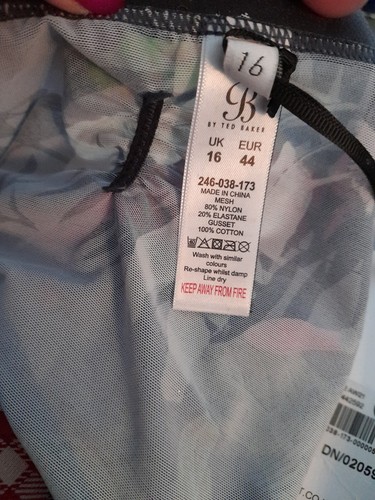 16
B
BY TED BAKER
UK EUR
16 44
246-038-173
MADE IN CHINA
MESH
80% NYLON
20% ELASTANE
GUSSET
100% COTTON
Wash with similar
colours
Re-shape whilst damp
Line dry
KEEP AWAY FROM FIRE
DN/0205